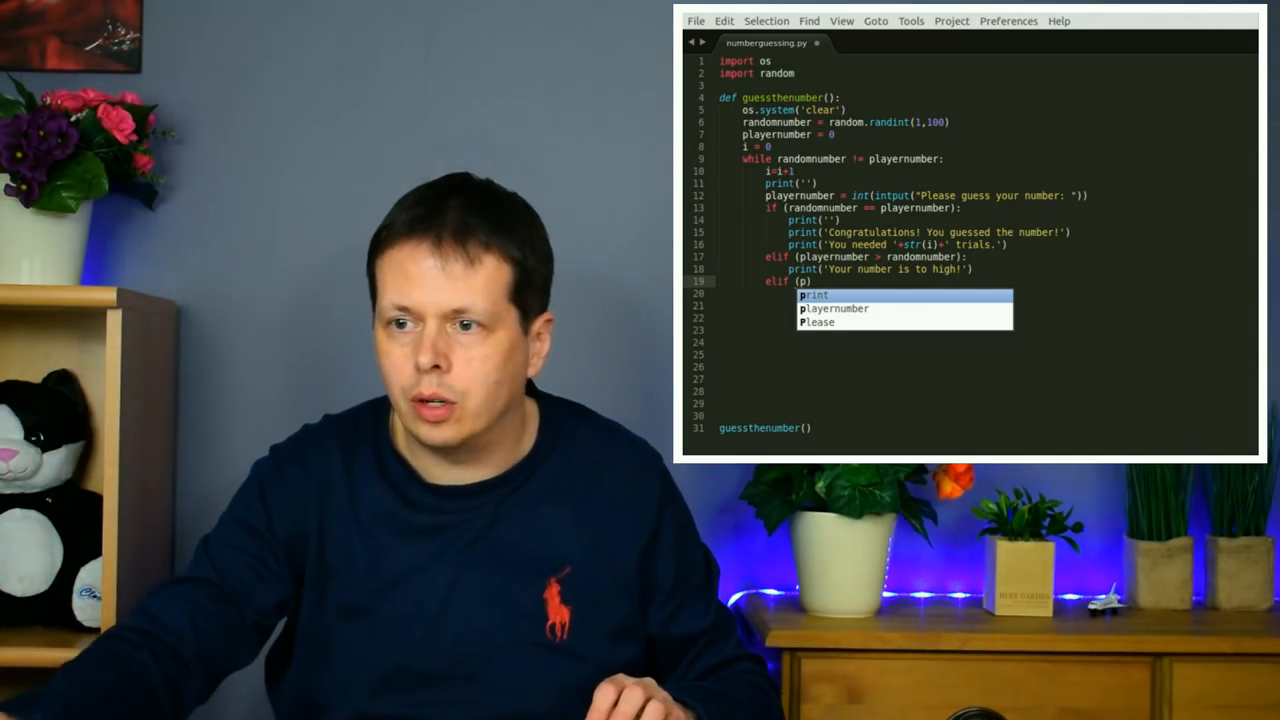 File Edit Selection Find View Goto Tools Project Preferences Help
numberguessing.py
1 import os
2 import random
3
4 def guessthenumber():
5 os.system('clear')
6 randomnumber = random.randint(1,100)
7 playernumber = 0
8 i = 0
9 while randomnumber != playernumber:
10 i=i+1
11 print('')
12 playernumber = int(intput("Please guess your number: "))
13 if (randomnumber == playernumber):
14 print('')
15 print('Congratulations! You guessed the number!')
16 print('You needed '+str(i)+' trials.')
17 elif (playernumber > randomnumber):
18 print('Your number is to high!')
19 elif (p)
20 print
21 playernumber
22 Please
23
24
25
26
27
28
29
30
31 guessthenumber()
HERB GARDEN